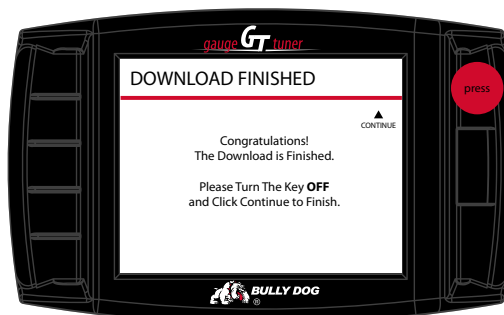 gauge GT tuner
DOWNLOAD FINISHED
press
CONTINUE
Congratulations!
The Download is Finished.
Please Turn The Key OFF
and Click Continue to Finish.
BULLY DOG
®